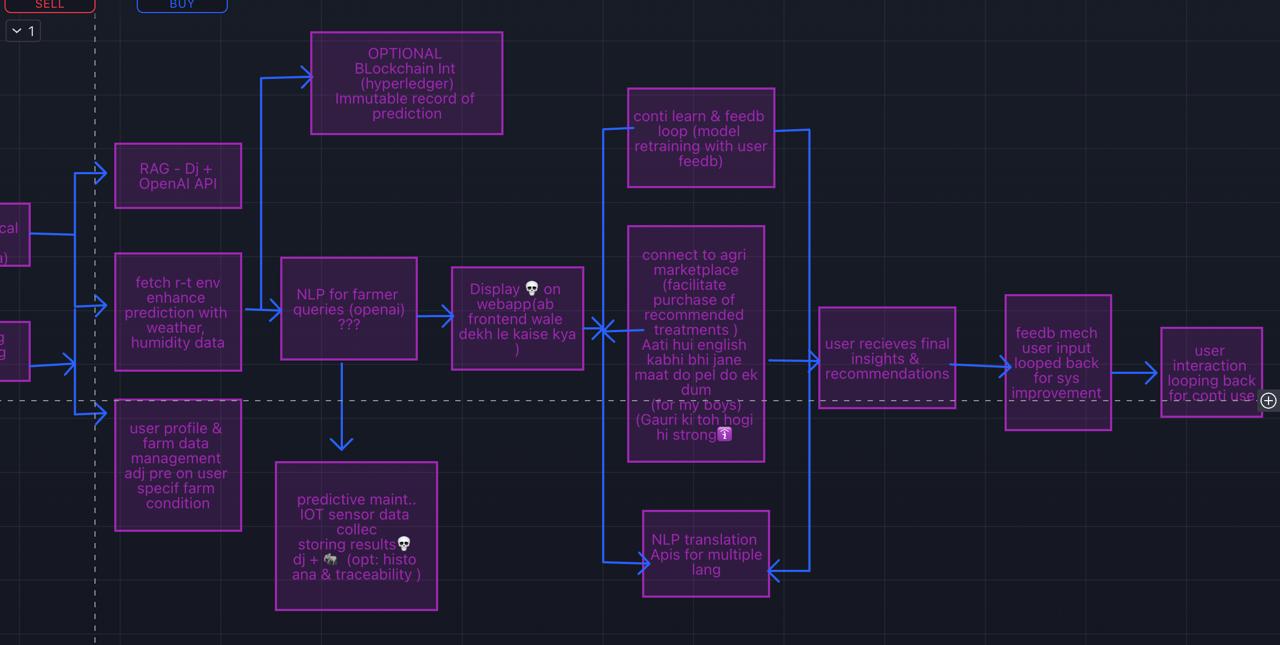 SELL
BUY
1
OPTIONAL
BLockchain Int
(hyperledger)
Immutable record of
prediction
conti learn & feedb
loop (model
retraining with user
feedb)
RAG - Dj +
OpenAI API
cal
a)
fetch r-t env
enhance
prediction with
weather,
humidity data
NLP for farmer
queries (openai)
???
Display 💀 on
webapp(ab
frontend wale
dekh le kaise kya
)
connect to agri
marketplace
(facilitate
purchase of
recommended
treatments )
Aati hui english
kabhi bhi jane
maat do pel do ek
dum
(for my boys)
(Gauri ki toh hogi
hi strong🛐
user recieves final
insights &
recommendations
feedb mech
user input
looped back
for sys
improvement
user
interaction
looping back
for conti use.
g
g
user profile &
farm data
management
adj pre on user
specif farm
condition
predictive maint..
IOT sensor data
collec
storing results💀
dj + 🐘 (opt: histo
ana & traceability )
NLP translation
Apis for multiple
lang